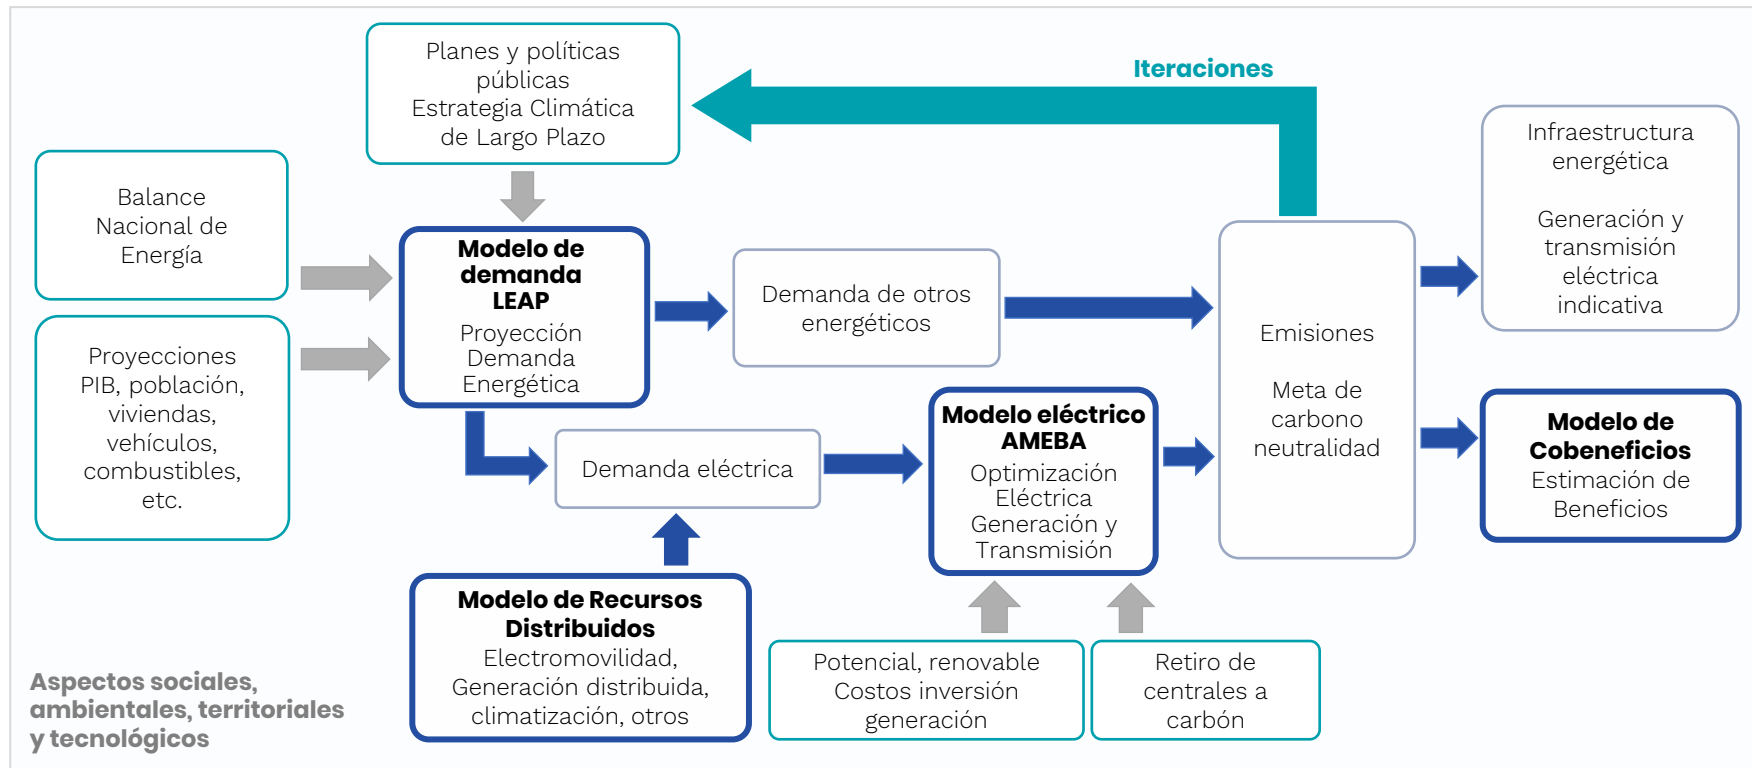 Planes y políticas
públicas
Estrategia Climática
de Largo Plazo
Iteraciones
Balance
Nacional de
Energía
Proyecciones
PIB, población,
viviendas,
vehículos,
combustibles,
etc.
Modelo de
demanda
LEAP
Proyección
Demanda
Energética
Demanda de otros
energéticos
Demanda eléctrica
Modelo de Recursos
Distribuidos
Electromovilidad,
Generación distribuida,
climatización, otros
Modelo eléctrico
AMEBA
Optimización
Eléctrica
Generación y
Transmisión
Potencial, renovable
Costos inversión
generación
Retiro de
centrales a
carbón
Emisiones
Meta de
carbono
neutralidad
Infraestructura
energética
Generación y
transmisión
eléctrica
indicativa
Modelo de
Cobeneficios
Estimación de
Beneficios
Aspectos sociales,
ambientales, territoriales
y tecnológicos